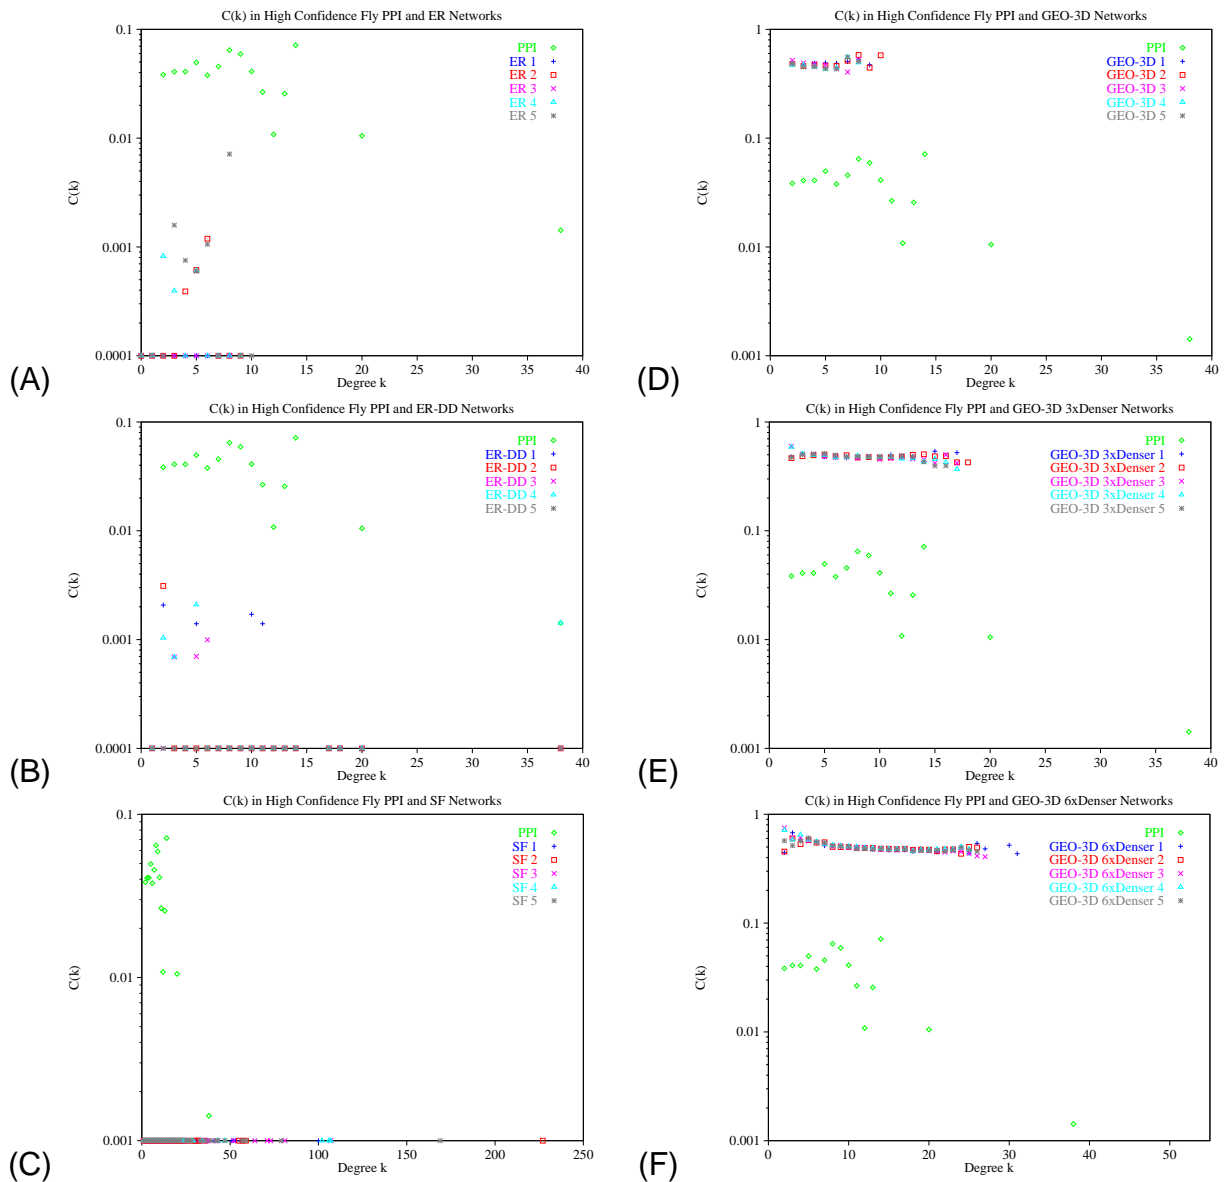 C(k) in High Confidence Fly PPI and ER Networks
0.1
0.01
0.001
0.0001
C(k)
0 5 10 15 20 25 30 35 40
Degree k
PPI
ER 1
ER 2
ER 3
ER 4
ER 5
(A)
C(k) in High Confidence Fly PPI and GEO-3D Networks
1
0.1
0.01
0.001
C(k)
0 5 10 15 20 25 30 35 40
Degree k
PPI
GEO-3D 1
GEO-3D 2
GEO-3D 3
GEO-3D 4
GEO-3D 5
(D)
C(k) in High Confidence Fly PPI and ER-DD Networks
0.1
0.01
0.001
0.0001
C(k)
0 5 10 15 20 25 30 35 40
Degree k
PPI
ER-DD 1
ER-DD 2
ER-DD 3
ER-DD 4
ER-DD 5
(B)
C(k) in High Confidence Fly PPI and GEO-3D 3xDenser Networks
1
0.1
0.01
0.001
C(k)
0 5 10 15 20 25 30 35 40
Degree k
PPI
GEO-3D 3xDenser 1
GEO-3D 3xDenser 2
GEO-3D 3xDenser 3
GEO-3D 3xDenser 4
GEO-3D 3xDenser 5
(E)
C(k) in High Confidence Fly PPI and SF Networks
0.1
0.01
0.001
C(k)
0 50 100 150 200 250
Degree k
PPI
SF 1
SF 2
SF 3
SF 4
SF 5
(C)
C(k) in High Confidence Fly PPI and GEO-3D 6xDenser Networks
1
0.1
0.01
0.001
C(k)
0 10 20 30 40 50
Degree k
PPI
GEO-3D 6xDenser 1
GEO-3D 6xDenser 2
GEO-3D 6xDenser 3
GEO-3D 6xDenser 4
GEO-3D 6xDenser 5
(F)